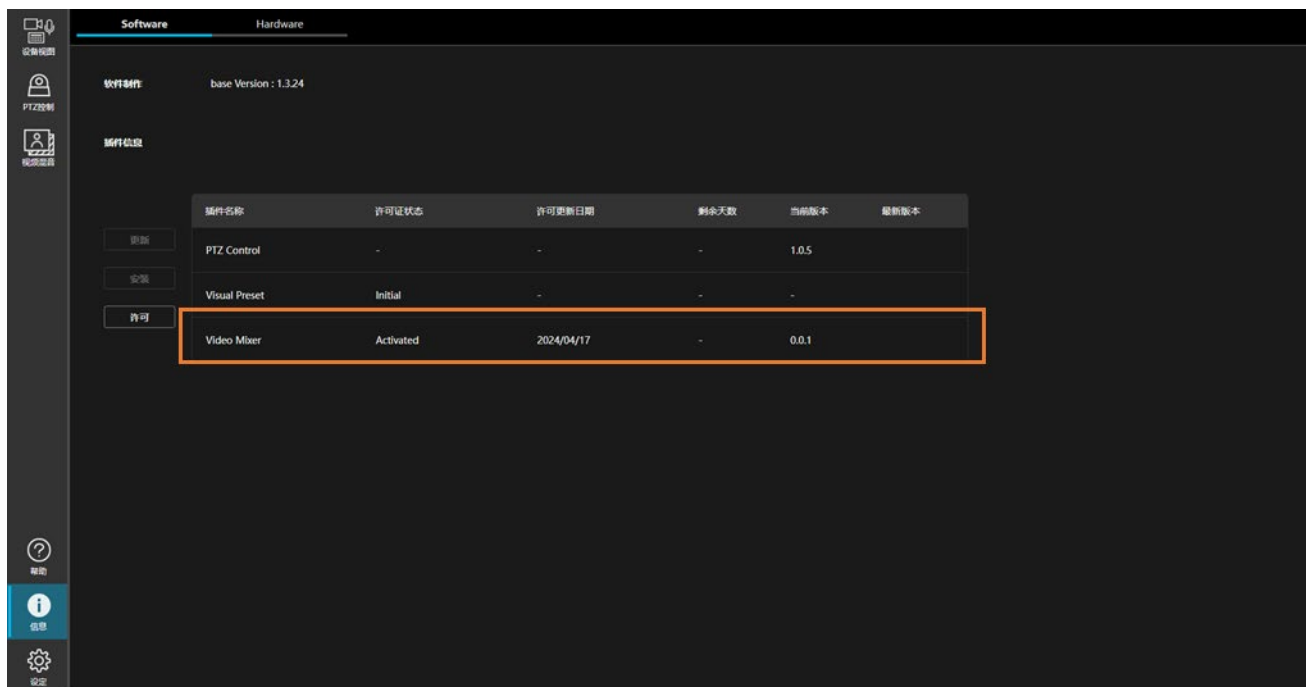 Software Hardware
设备视图
PTZ控制
视频混音
软件制作: base Version : 1.3.24
插件信息
插件名称 许可证状态 许可更新日期 剩余天数 当前版本 最新版本
更新
PTZ Control - - - 1.0.5
安装
Visual Preset Initial - - -
许可
Video Mixer Activated 2024/04/17 - 0.0.1
帮助
信息
设定